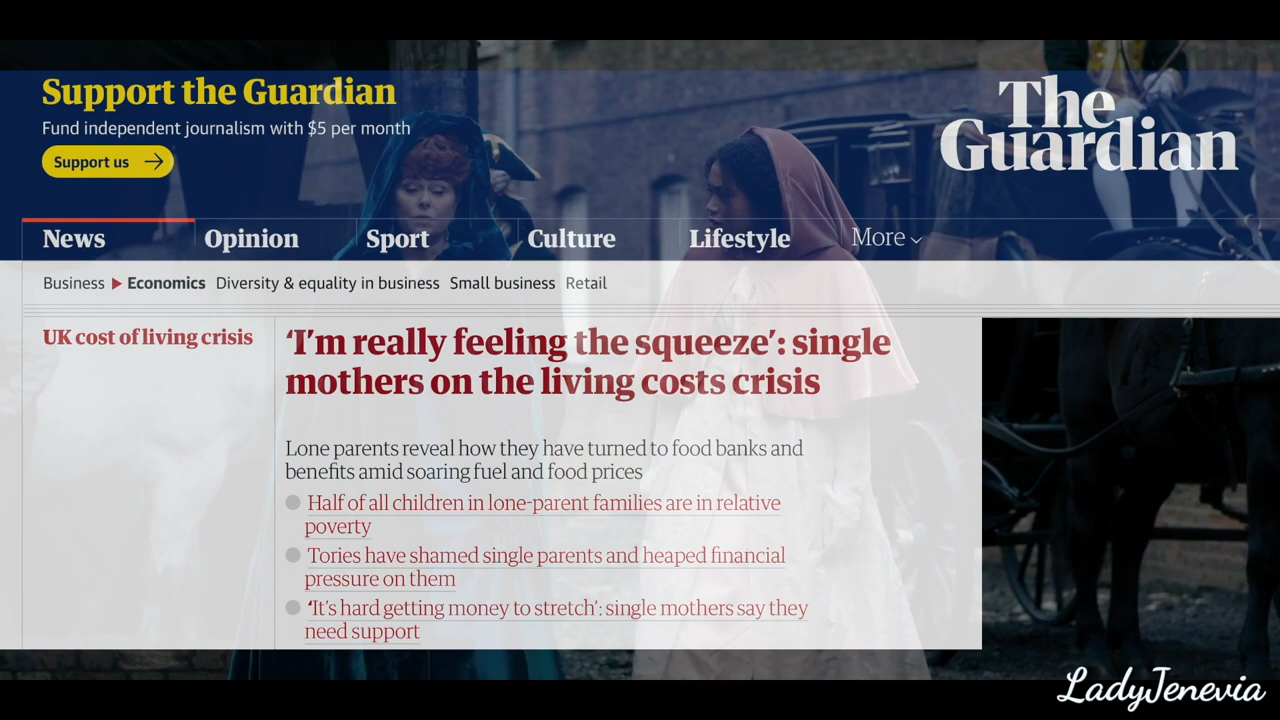 Support the Guardian
Fund independent journalism with $5 per month
Support us
The
Guardian
News Opinion Sport Culture Lifestyle More
Business Economics Diversity & equality in business Small business Retail
UK cost of living crisis
‘I’m really feeling the squeeze’: single
mothers on the living costs crisis
Lone parents reveal how they have turned to food banks and
benefits amid soaring fuel and food prices
Half of all children in lone-parent families are in relative
poverty
Tories have shamed single parents and heaped financial
pressure on them
‘It’s hard getting money to stretch’: single mothers say they
need support
LadyJenevia